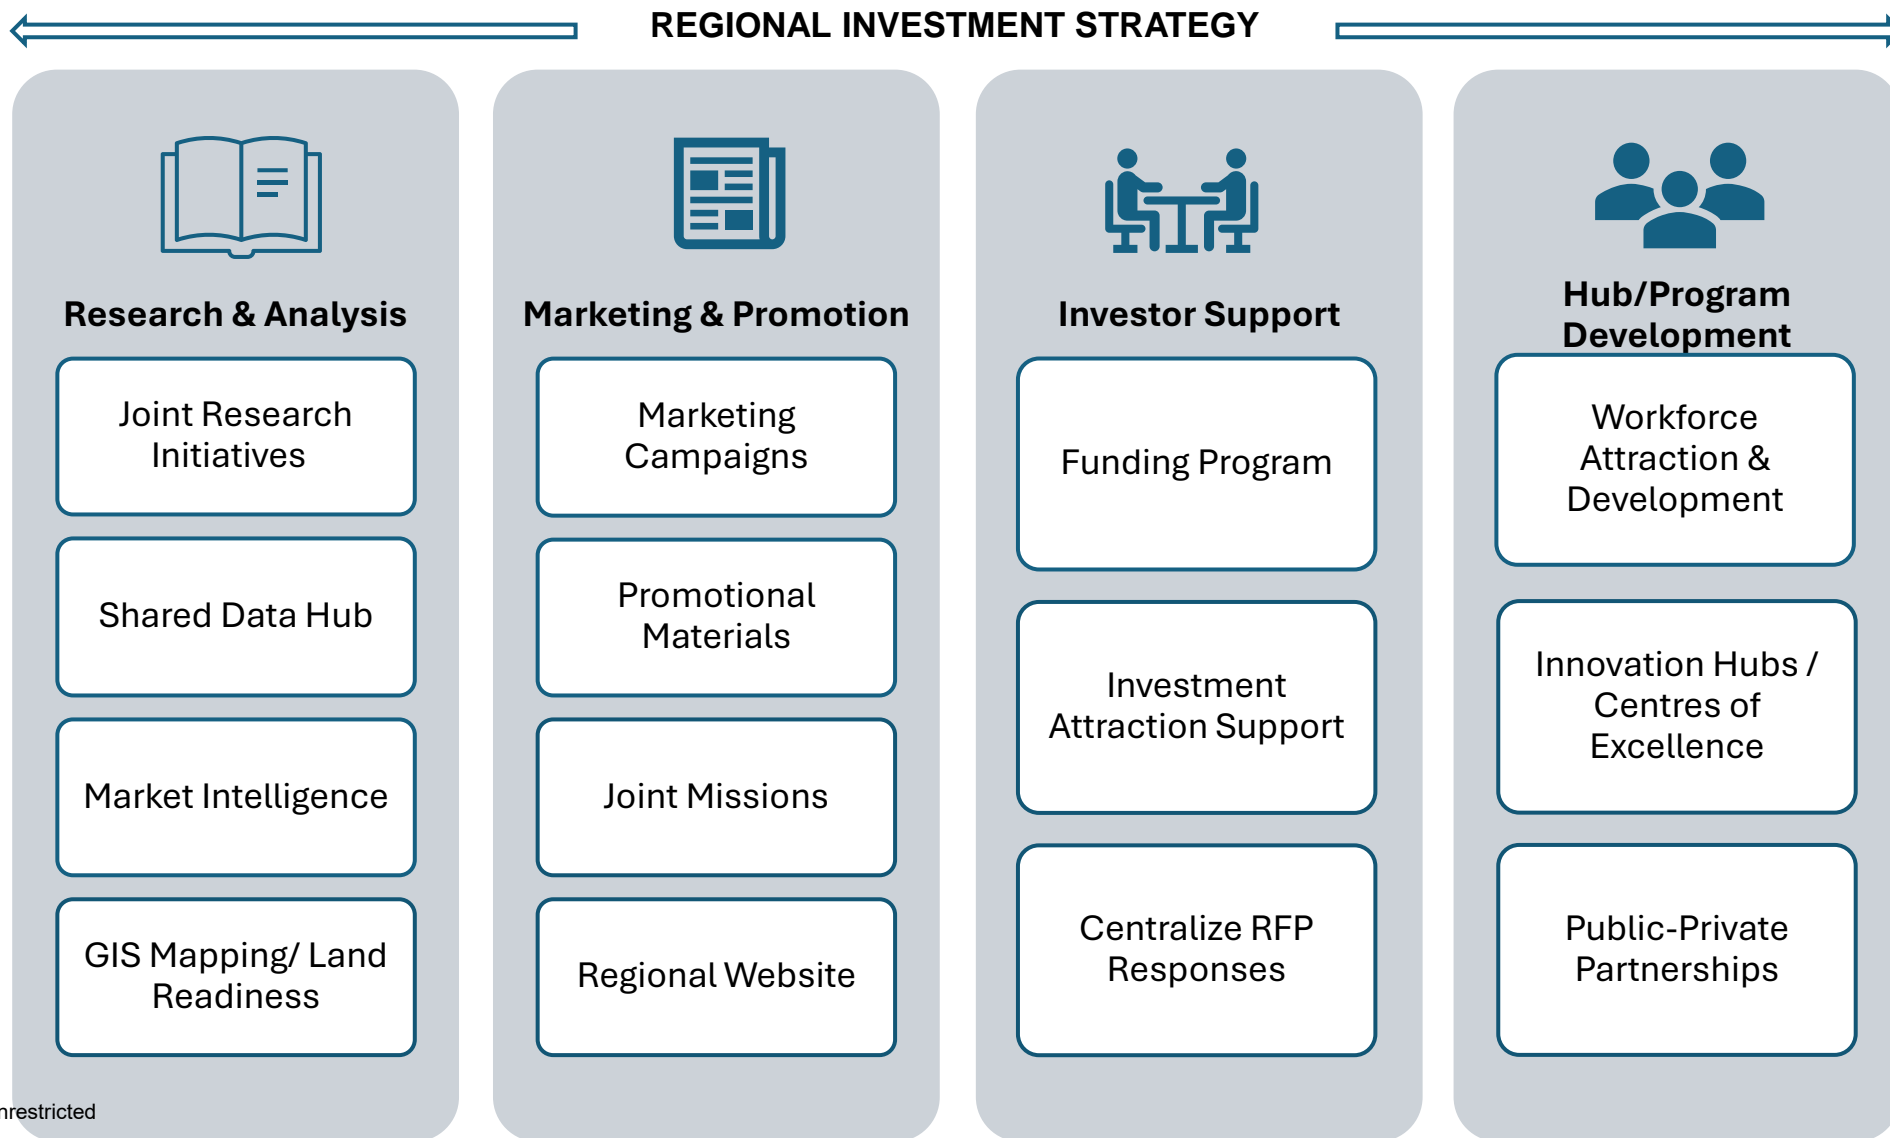 REGIONAL INVESTMENT STRATEGY
Research & Analysis
Joint Research
Initiatives
Shared Data Hub
Market Intelligence
GIS Mapping/ Land
Readiness
Marketing & Promotion
Marketing
Campaigns
Promotional
Materials
Joint Missions
Regional Website
Investor Support
Funding Program
Investment
Attraction Support
Centralize RFP
Responses
Hub/Program
Development
Workforce
Attraction &
Development
Innovation Hubs /
Centres of
Excellence
Public-Private
Partnerships
nrestricted